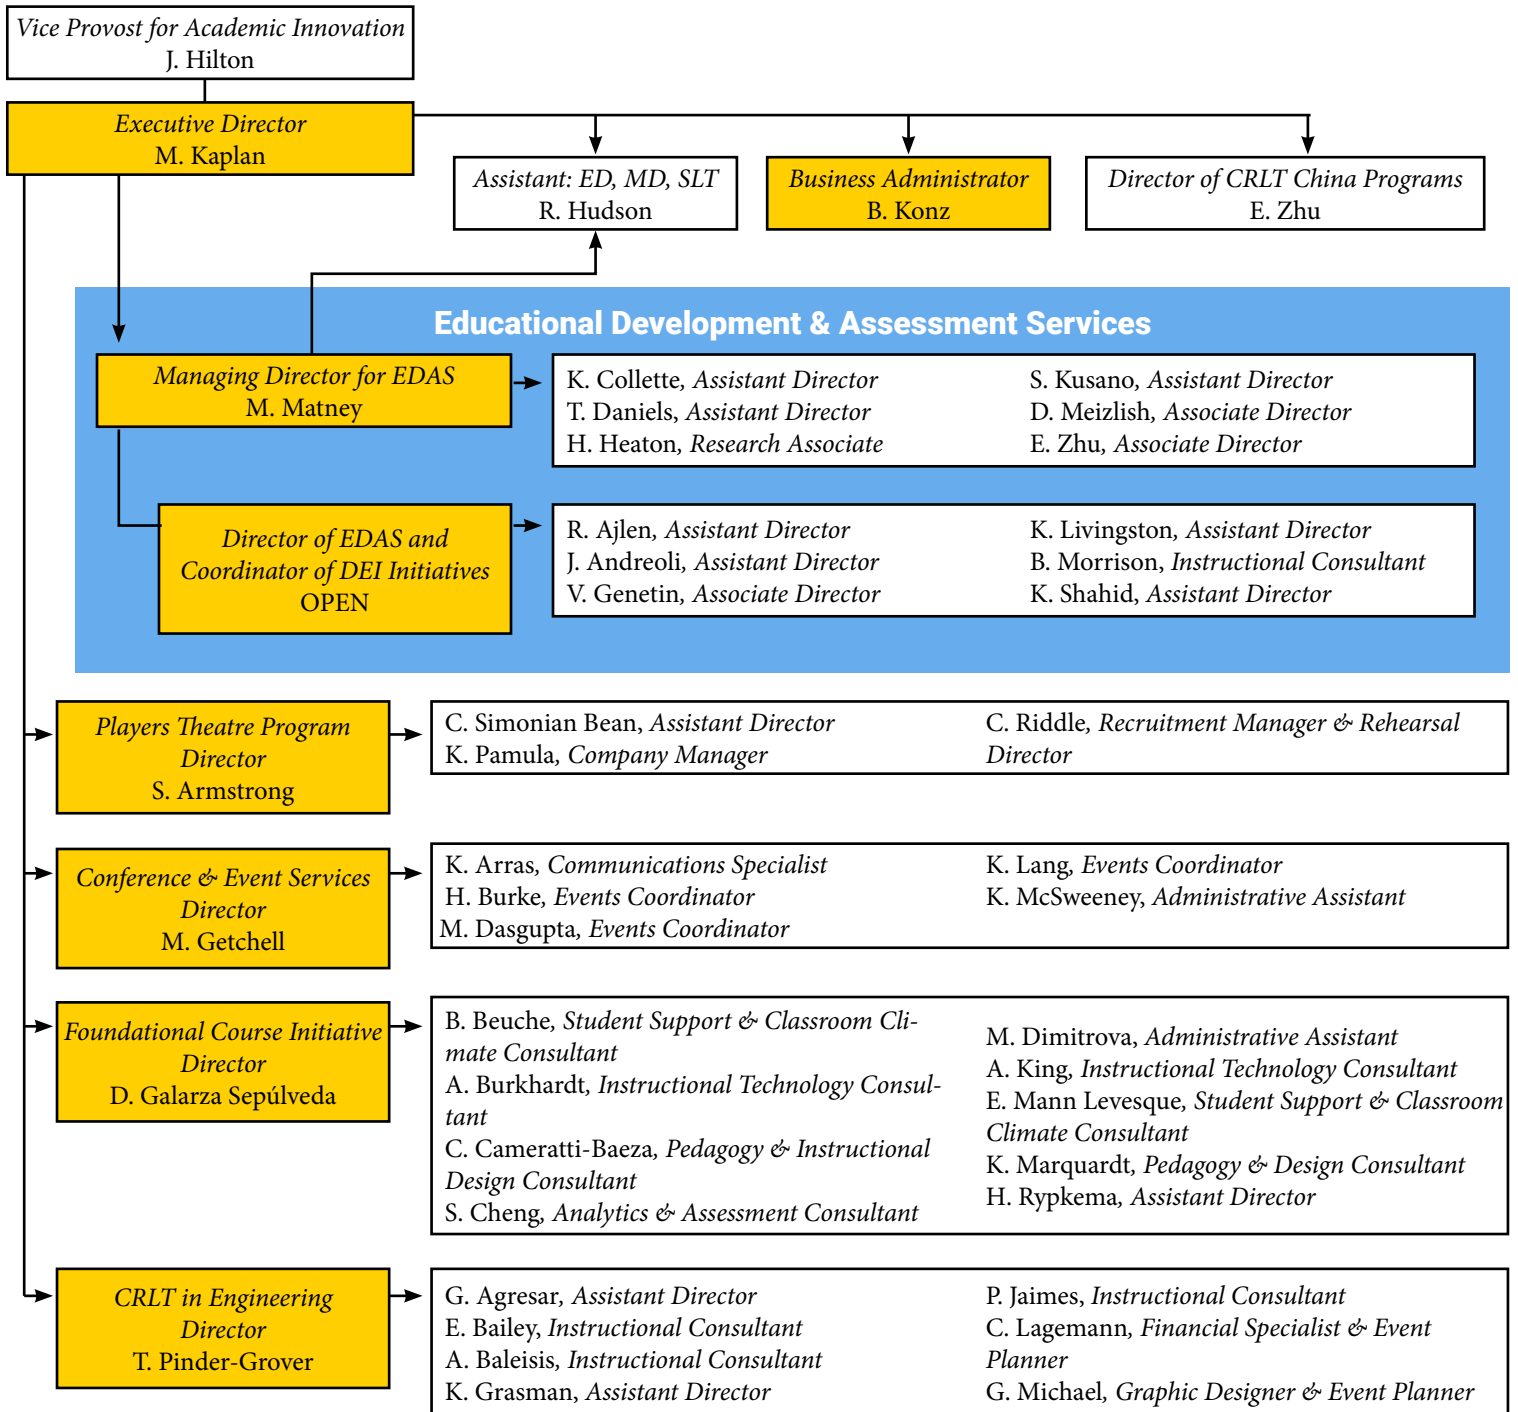 Vice Provost for Academic Innovation
J. Hilton
Executive Director
M. Kaplan
Assistant: ED, MD, SLT
R. Hudson
Business Administrator
B. Konz
Director of CRLT China Programs
E. Zhu
Educational Development & Assessment Services
Managing Director for EDAS
M. Matney
K. Collette, Assistant Director
T. Daniels, Assistant Director
H. Heaton, Research Associate
S. Kusano, Assistant Director
D. Meizlish, Associate Director
E. Zhu, Associate Director
Director of EDAS and
Coordinator of DEI Initiatives
OPEN
R. Ajlen, Assistant Director
J. Andreoli, Assistant Director
V. Genetin, Associate Director
K. Livingston, Assistant Director
B. Morrison, Instructional Consultant
K. Shahid, Assistant Director
Players Theatre Program
Director
S. Armstrong
C. Simonian Bean, Assistant Director
K. Pamula, Company Manager
C. Riddle, Recruitment Manager & Rehearsal
Director
Conference & Event Services
Director
M. Getchell
K. Arras, Communications Specialist
H. Burke, Events Coordinator
M. Dasgupta, Events Coordinator
K. Lang, Events Coordinator
K. McSweeney, Administrative Assistant
Foundational Course Initiative
Director
D. Galarza Sepúlveda
B. Beuche, Student Support & Classroom Cli-
mate Consultant
A. Burkhardt, Instructional Technology Consul-
tant
C. Cameratti-Baeza, Pedagogy & Instructional
Design Consultant
S. Cheng, Analytics & Assessment Consultant
M. Dimitrova, Administrative Assistant
A. King, Instructional Technology Consultant
E. Mann Levesque, Student Support & Classroom
Climate Consultant
K. Marquardt, Pedagogy & Design Consultant
H. Rypkema, Assistant Director
CRLT in Engineering
Director
T. Pinder-Grover
G. Agresar, Assistant Director
E. Bailey, Instructional Consultant
A. Baleisis, Instructional Consultant
K. Grasman, Assistant Director
P. Jaimes, Instructional Consultant
C. Lagemann, Financial Specialist & Event
Planner
G. Michael, Graphic Designer & Event Planner